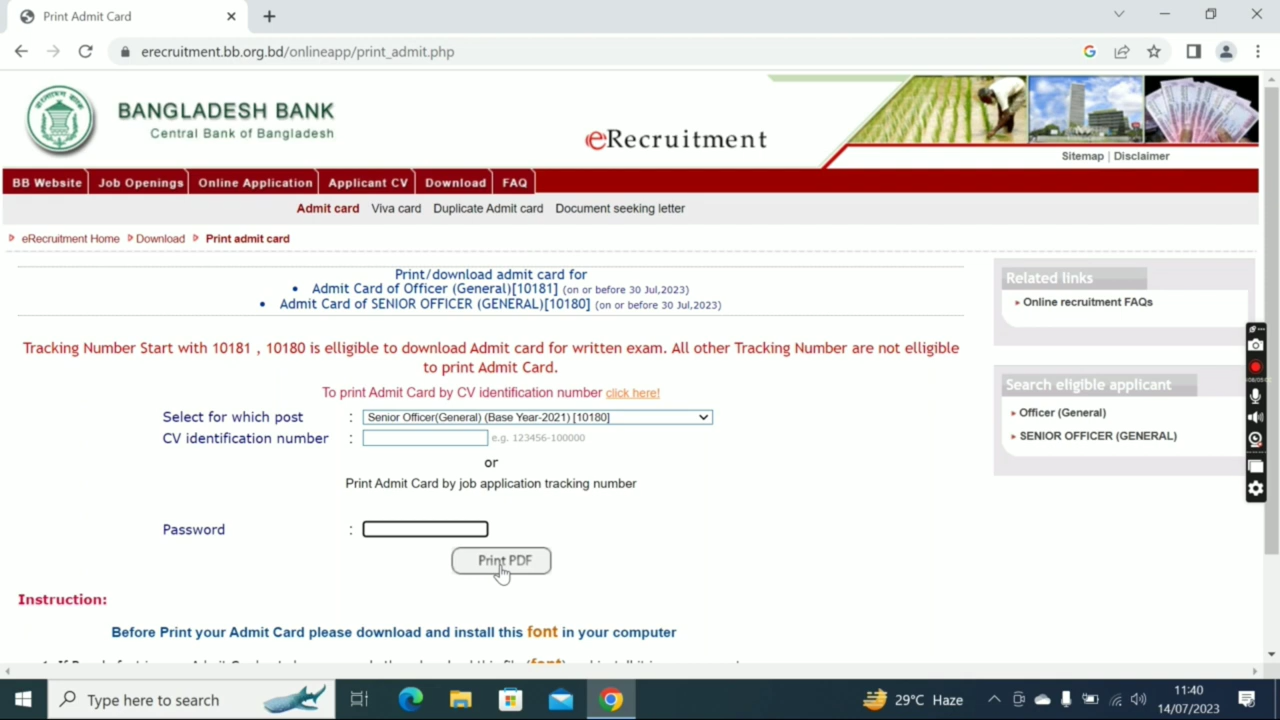 Print Admit Card
erecruitment.bb.org.bd/onlineapp/print_admit.php
BANGLADESH BANK
Central Bank of Bangladesh
eRecruitment
Sitemap | Disclaimer
BB Website Job Openings Online Application Applicant CV Download FAQ
Admit card Viva card Duplicate Admit card Document seeking letter
eRecruitment Home Download Print admit card
Print/download admit card for
• Admit Card of Officer (General)[10181] (on or before 30 Jul,2023)
• Admit Card of SENIOR OFFICER (GENERAL)[10180] (on or before 30 Jul,2023)
Related links
Online recruitment FAQs
Tracking Number Start with 10181 , 10180 is elligible to download Admit card for written exam. All other Tracking Number are not elligible
to print Admit Card.
To print Admit Card by CV identification number click here!
Search eligible applicant
Officer (General)
SENIOR OFFICER (GENERAL)
Select for which post : Senior Officer(General) (Base Year-2021) [10180]
CV identification number : e.g. 123456-100000
or
Print Admit Card by job application tracking number
Password :
Print PDF
Instruction:
Before Print your Admit Card please download and install this font in your computer
Type here to search
29°C Haze
11:40
14/07/2023